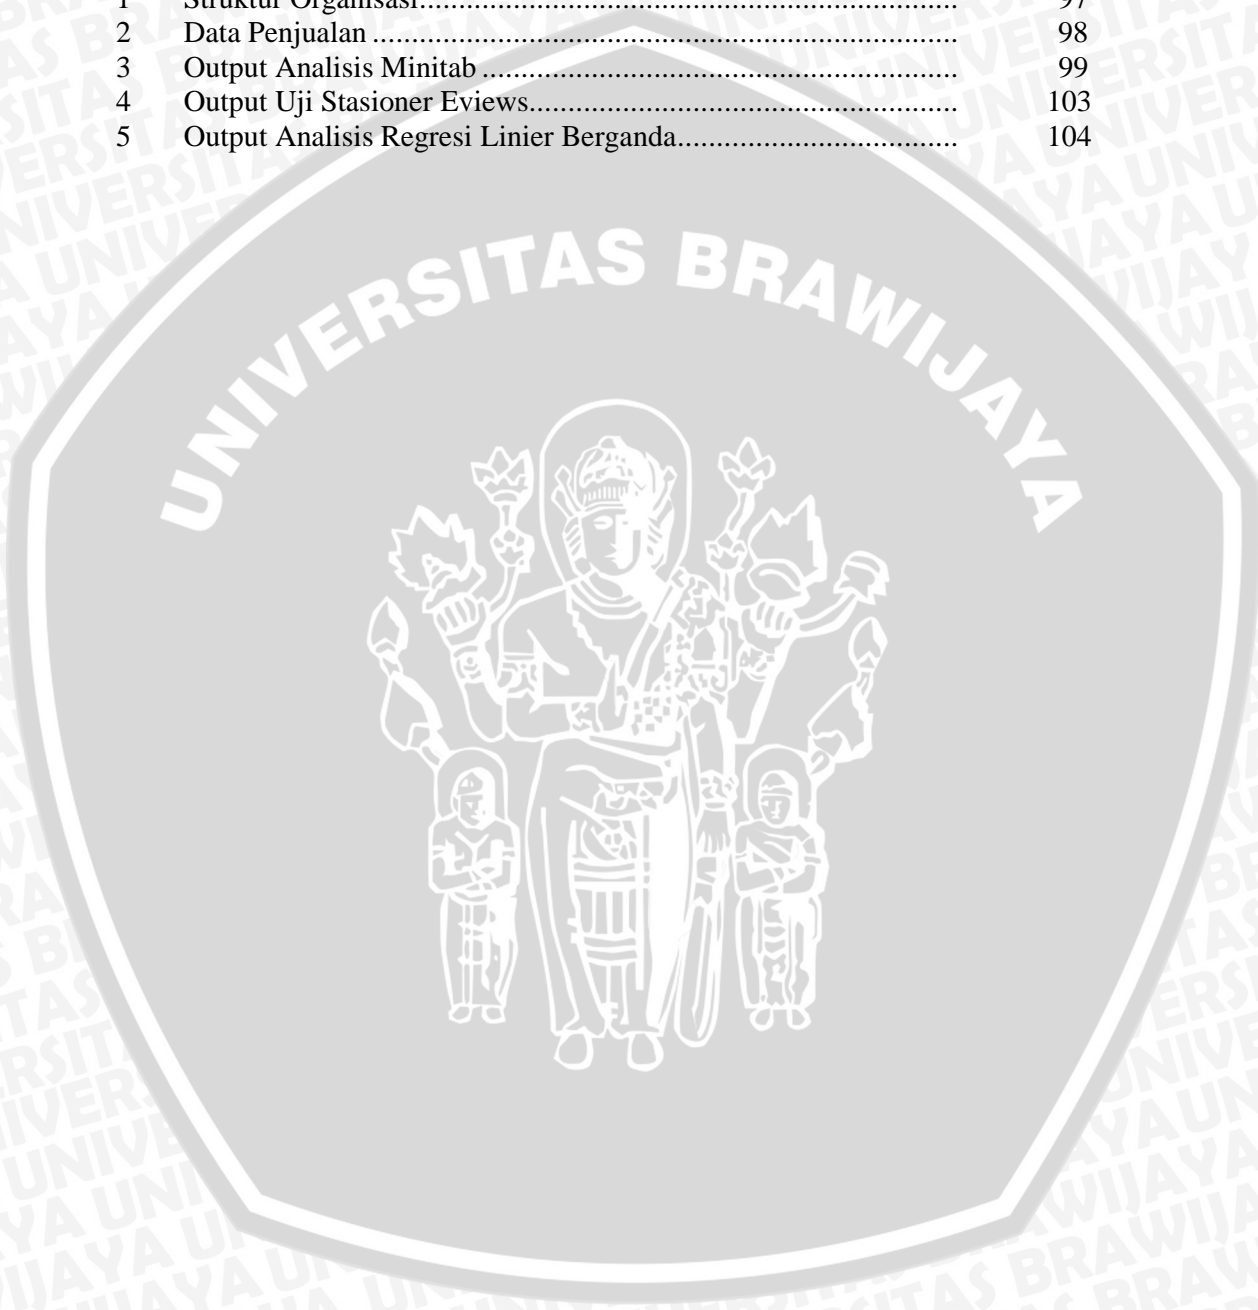 1 Struktur Organisasi.......................................................................... 97
2 Data Penjualan ................................................................................ 98
3 Output Analisis Minitab .................................................................. 99
4 Output Uji Stasioner Eviews............................................................ 103
5 Output Analisis Regresi Linier Berganda........................................ 104
UNIVERSITAS BRAWIJAYA